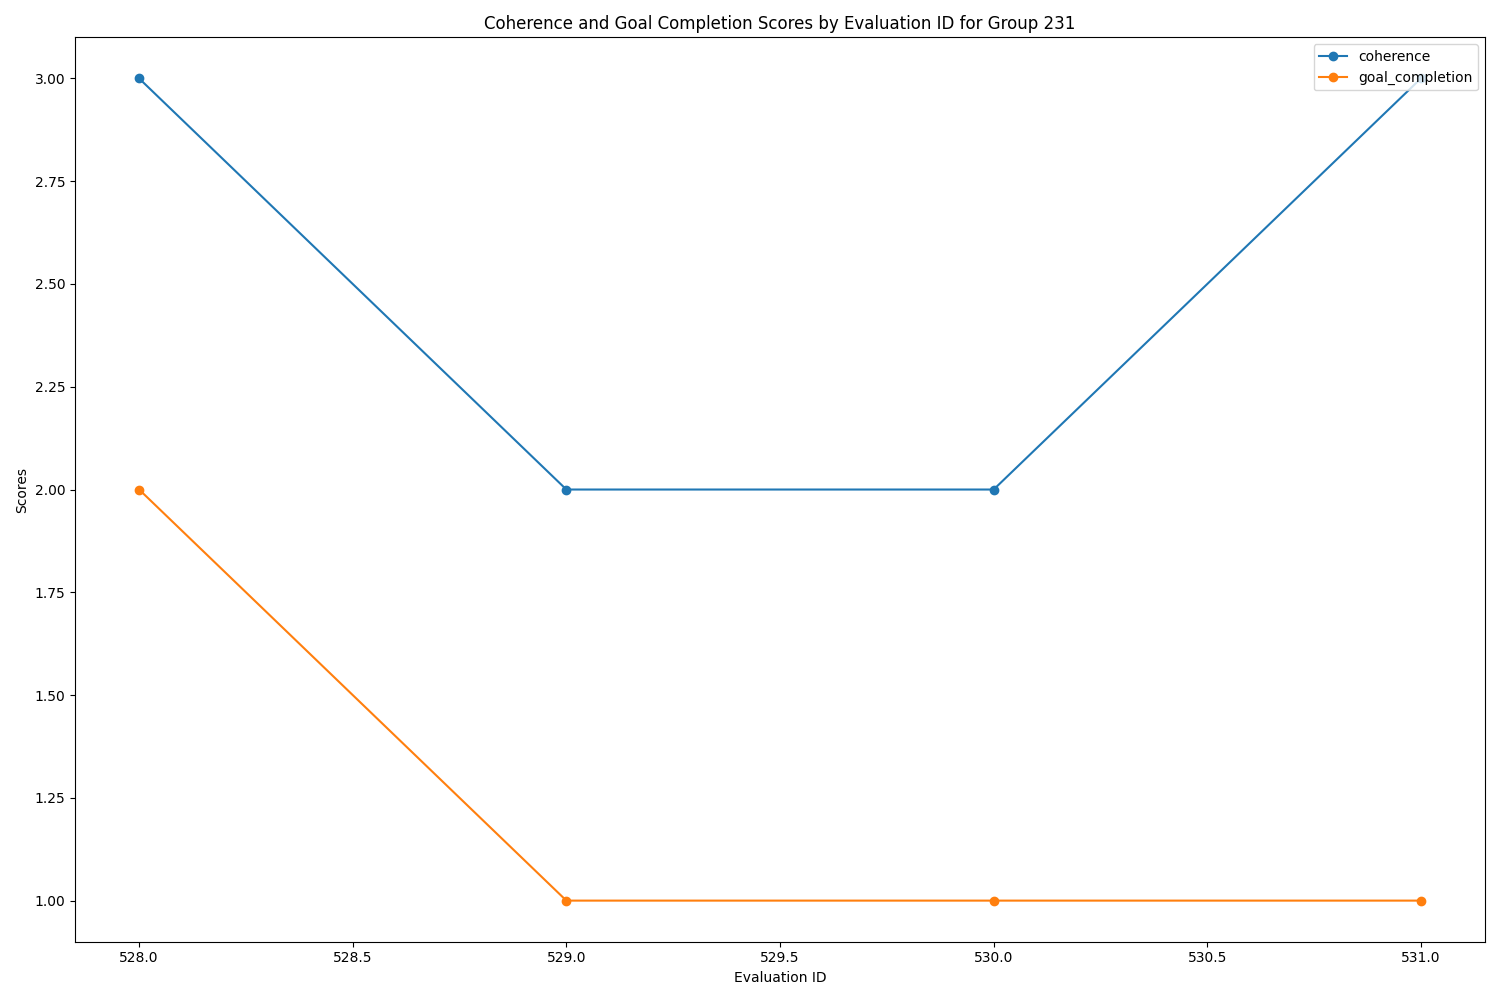 Coherence and Goal Completion Scores by Evaluation ID for Group 231
coherence
goal_completion
3.00
2.75
2.50
2.25
2.00
1.75
1.50
1.25
1.00
Scores
528.0 528.5 529.0 529.5 530.0 530.5 531.0
Evaluation ID